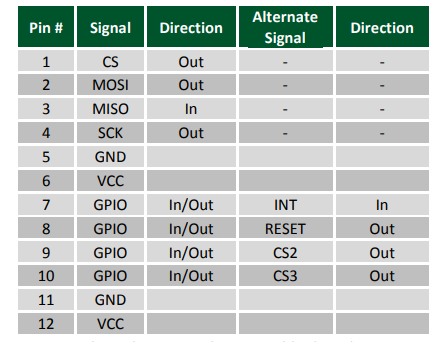 Pin # Signal Direction Alternate Signal Direction
1 CS Out - -
2 MOSI Out - -
3 MISO In - -
4 SCK Out - -
5 GND
6 VCC
7 GPIO In/Out INT In
8 GPIO In/Out RESET Out
9 GPIO In/Out CS2 Out
10 GPIO In/Out CS3 Out
11 GND
12 VCC